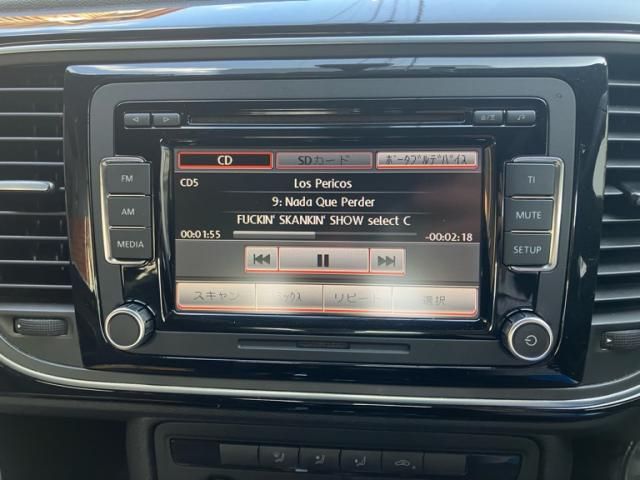 CD SDカード ﾎﾟｰﾀﾌﾞﾙﾃﾞﾊﾞｲｽ
FM
AM
MEDIA
CD5 Los Pericos
9: Nada Que Perder
FUCKIN' SKANKIN' SHOW select C
00:01:55 -00:02:18
スキャン ミックス リピート 選択
TI
MUTE
SETUP